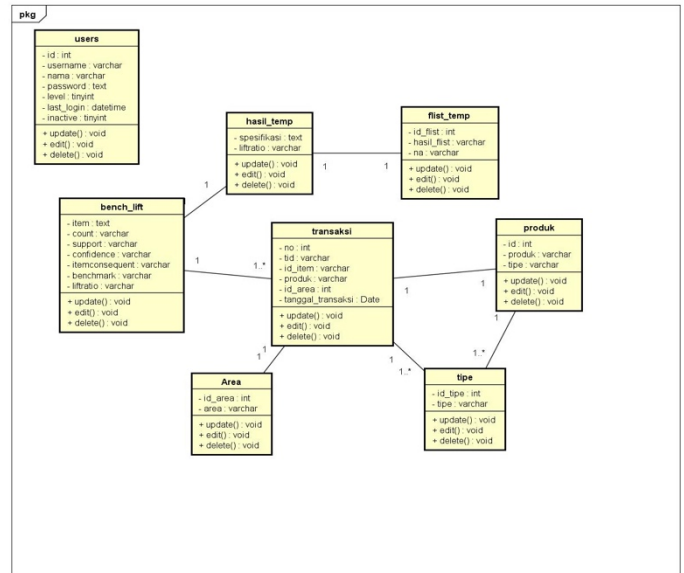 pkg
users
- id : int
- username : varchar
- nama : varchar
- password : text
- level : tinyint
- last_login : datetime
- inactive : tinyint
+ update() : void
+ edit() : void
+ delete() : void
hasil_temp
- spesifikasi : text
- liftratio : varchar
+ update() : void
+ edit() : void
+ delete() : void
1
1
flist_temp
- id_flist : int
- hasil_flist : varchar
- na : varchar
+ update() : void
+ edit() : void
+ delete() : void
1
bench_lift
- item : text
- count : varchar
- support : varchar
- confidence : varchar
- itemconsequent : varchar
- benchmark : varchar
- liftratio : varchar
+ update() : void
+ edit() : void
+ delete() : void
1
1..*
transaksi
- no : int
- tid : varchar
- id_item : varchar
- produk : varchar
- id_area : int
- tanggal_transaksi : Date
+ update() : void
+ edit() : void
+ delete() : void
1
1
produk
- id : int
- produk : varchar
- tipe : varchar
+ update() : void
+ edit() : void
+ delete() : void
1
1..*
1
1
Area
- id_area : int
- area : varchar
+ update() : void
+ edit() : void
+ delete() : void
1
1..*
tipe
- id_tipe : int
- tipe : varchar
+ update() : void
+ edit() : void
+ delete() : void